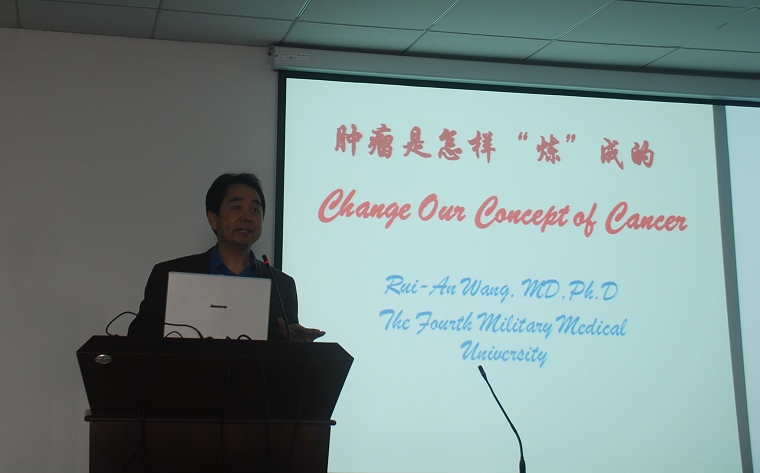 肿瘤是怎样“炼”成的
Change Our Concept of Cancer
Rui-An Wang, MD, Ph.D
The Fourth Military Medical
University